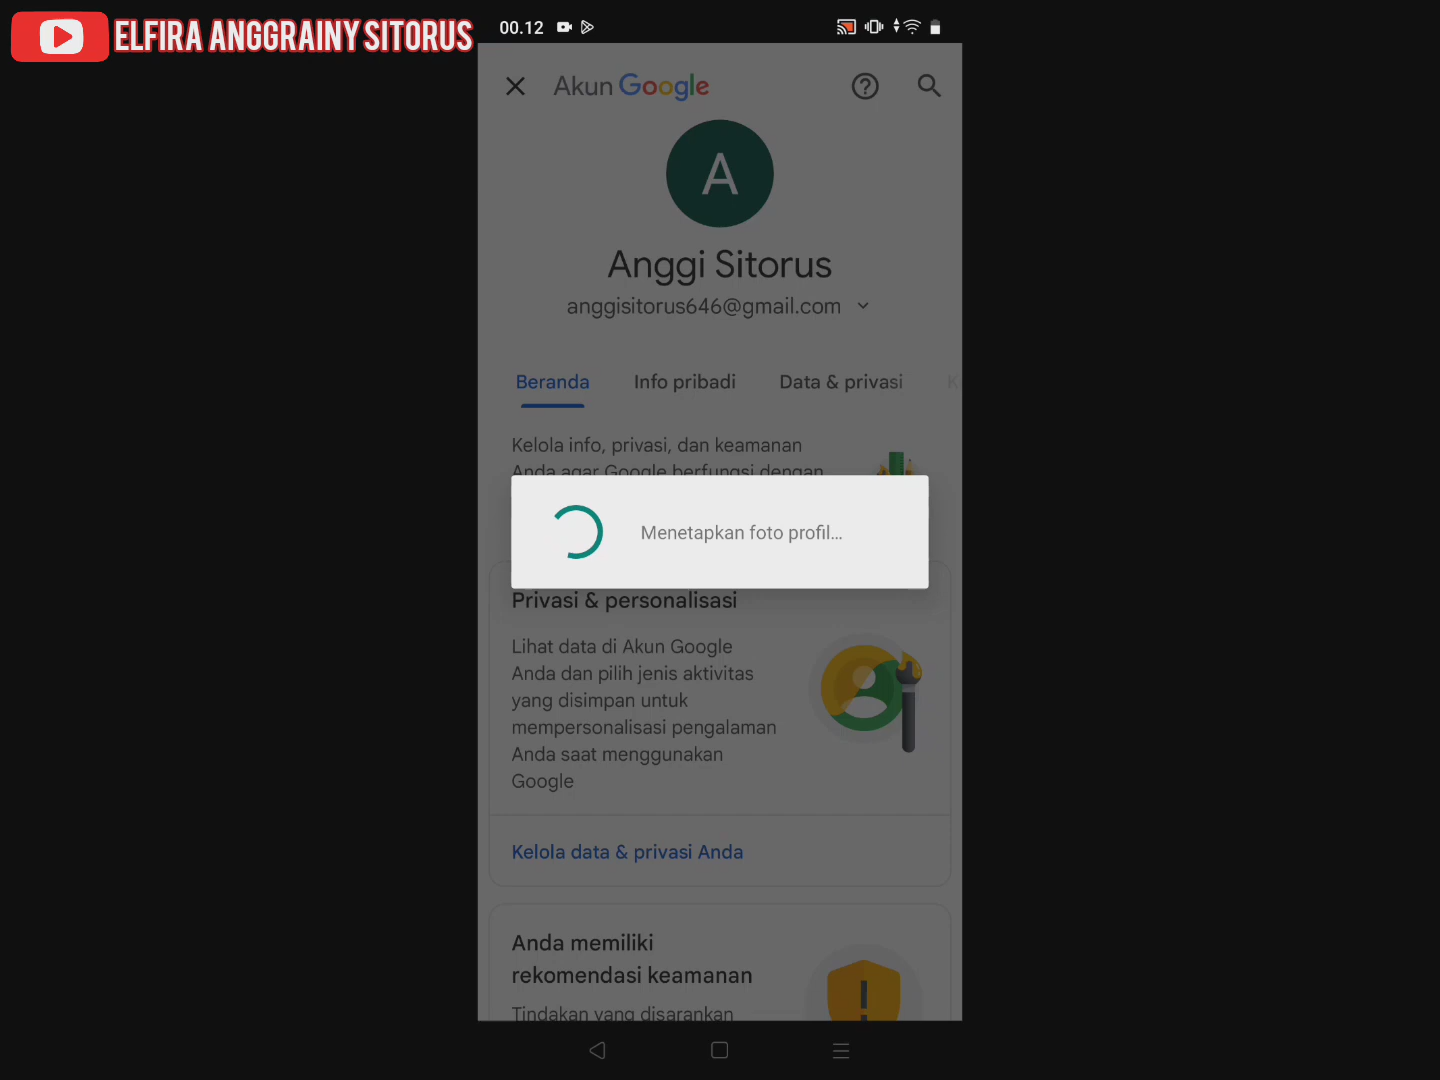 ELFIRA ANGGRAINY SITORUS
00.12
Akun Google
A
Anggi Sitorus
anggisitorus646@gmail.com
Beranda
Info pribadi
Data & privasi
Kelola info, privasi, dan keamanan
Anda agar Google berfungsi dengan
Menetapkan foto profil...
Privasi & personalisasi
Lihat data di Akun Google
Anda dan pilih jenis aktivitas
yang disimpan untuk
mempersonalisasi pengalaman
Anda saat menggunakan
Google
Kelola data & privasi Anda
Anda memiliki
rekomendasi keamanan
Tindakan yang disarankan